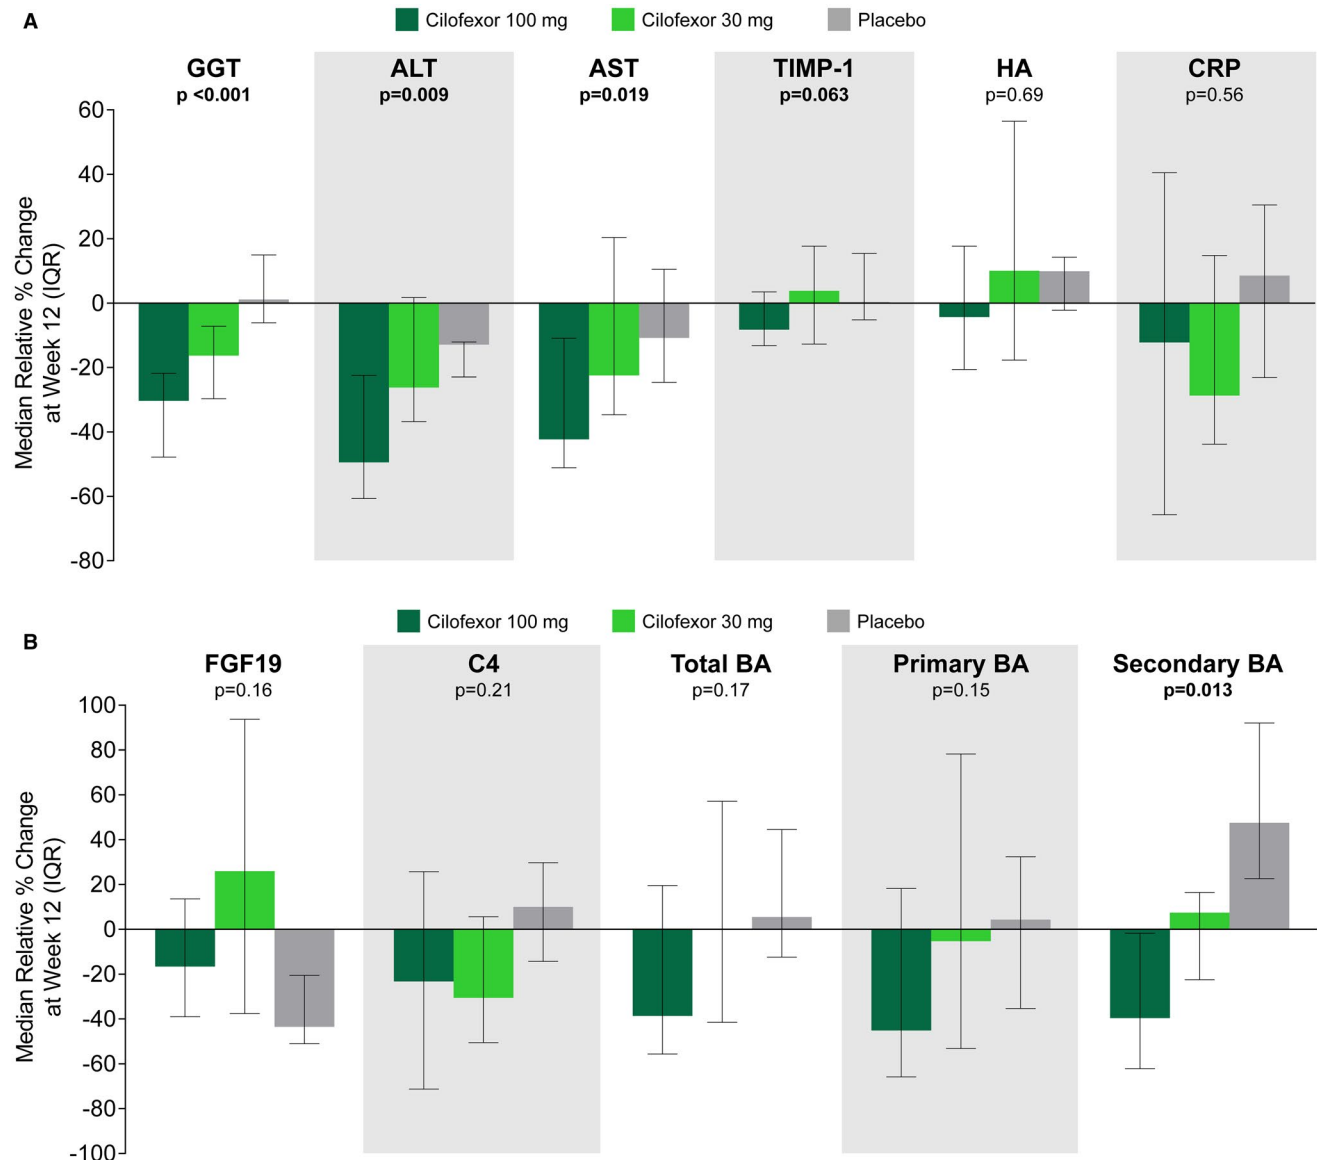 A
Cilofexor 100 mg Cilofexor 30 mg Placebo
GGT ALT AST TIMP-1 HA CRP
p <0.001 p=0.009 p=0.019 p=0.063 p=0.69 p=0.56
Median Relative % Change
at Week 12 (IQR)
60
40
20
0
-20
-40
-60
-80
Cilofexor 100 mg Cilofexor 30 mg Placebo
B
FGF19 C4 Total BA Primary BA Secondary BA
p=0.16 p=0.21 p=0.17 p=0.15 p=0.013
Median Relative % Change
at Week 12 (IQR)
100
80
60
40
20
0
-20
-40
-60
-80
-100